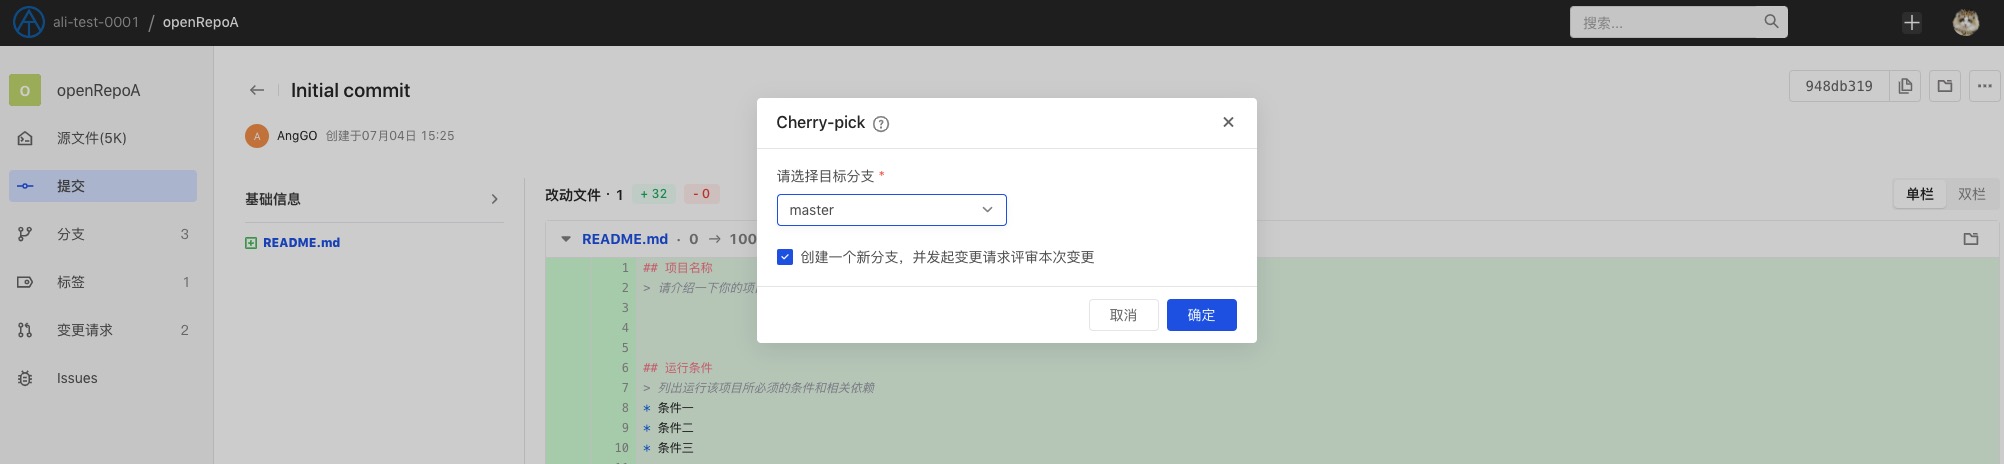 ali-test-0001 / openRepoA
搜索...
O openRepoA
源文件(5K)
提交
分支 3
标签 1
变更请求 2
Issues
Initial commit
948db319
A AngGO 创建于07月04日 15:25
基础信息
README.md
改动文件 · 1 + 32 - 0
单栏 双栏
README.md · 0 → 100
1 ## 项目名称
2 > 请介绍一下你的项
3
4
5
6 ## 运行条件
7 > 列出运行该项目所必须的条件和相关依赖
8 * 条件一
9 * 条件二
10 * 条件三
Cherry-pick ?
请选择目标分支 *
master
创建一个新分支，并发起变更请求评审本次变更
取消 确定